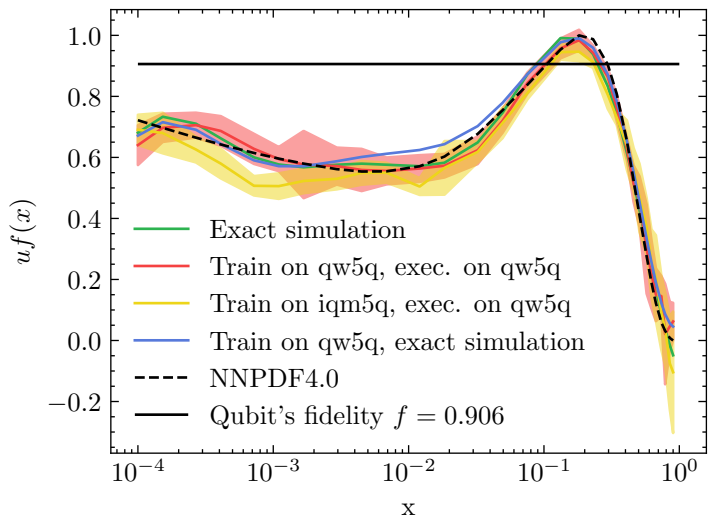 1.0
0.8
0.6
0.4
0.2
0.0
−0.2
uf(x)
Exact simulation
Train on qw5q, exec. on qw5q
Train on iqm5q, exec. on qw5q
Train on qw5q, exact simulation
NNPDF4.0
Qubit's fidelity f = 0.906
10⁻⁴ 10⁻³ 10⁻² 10⁻¹ 10⁰
x